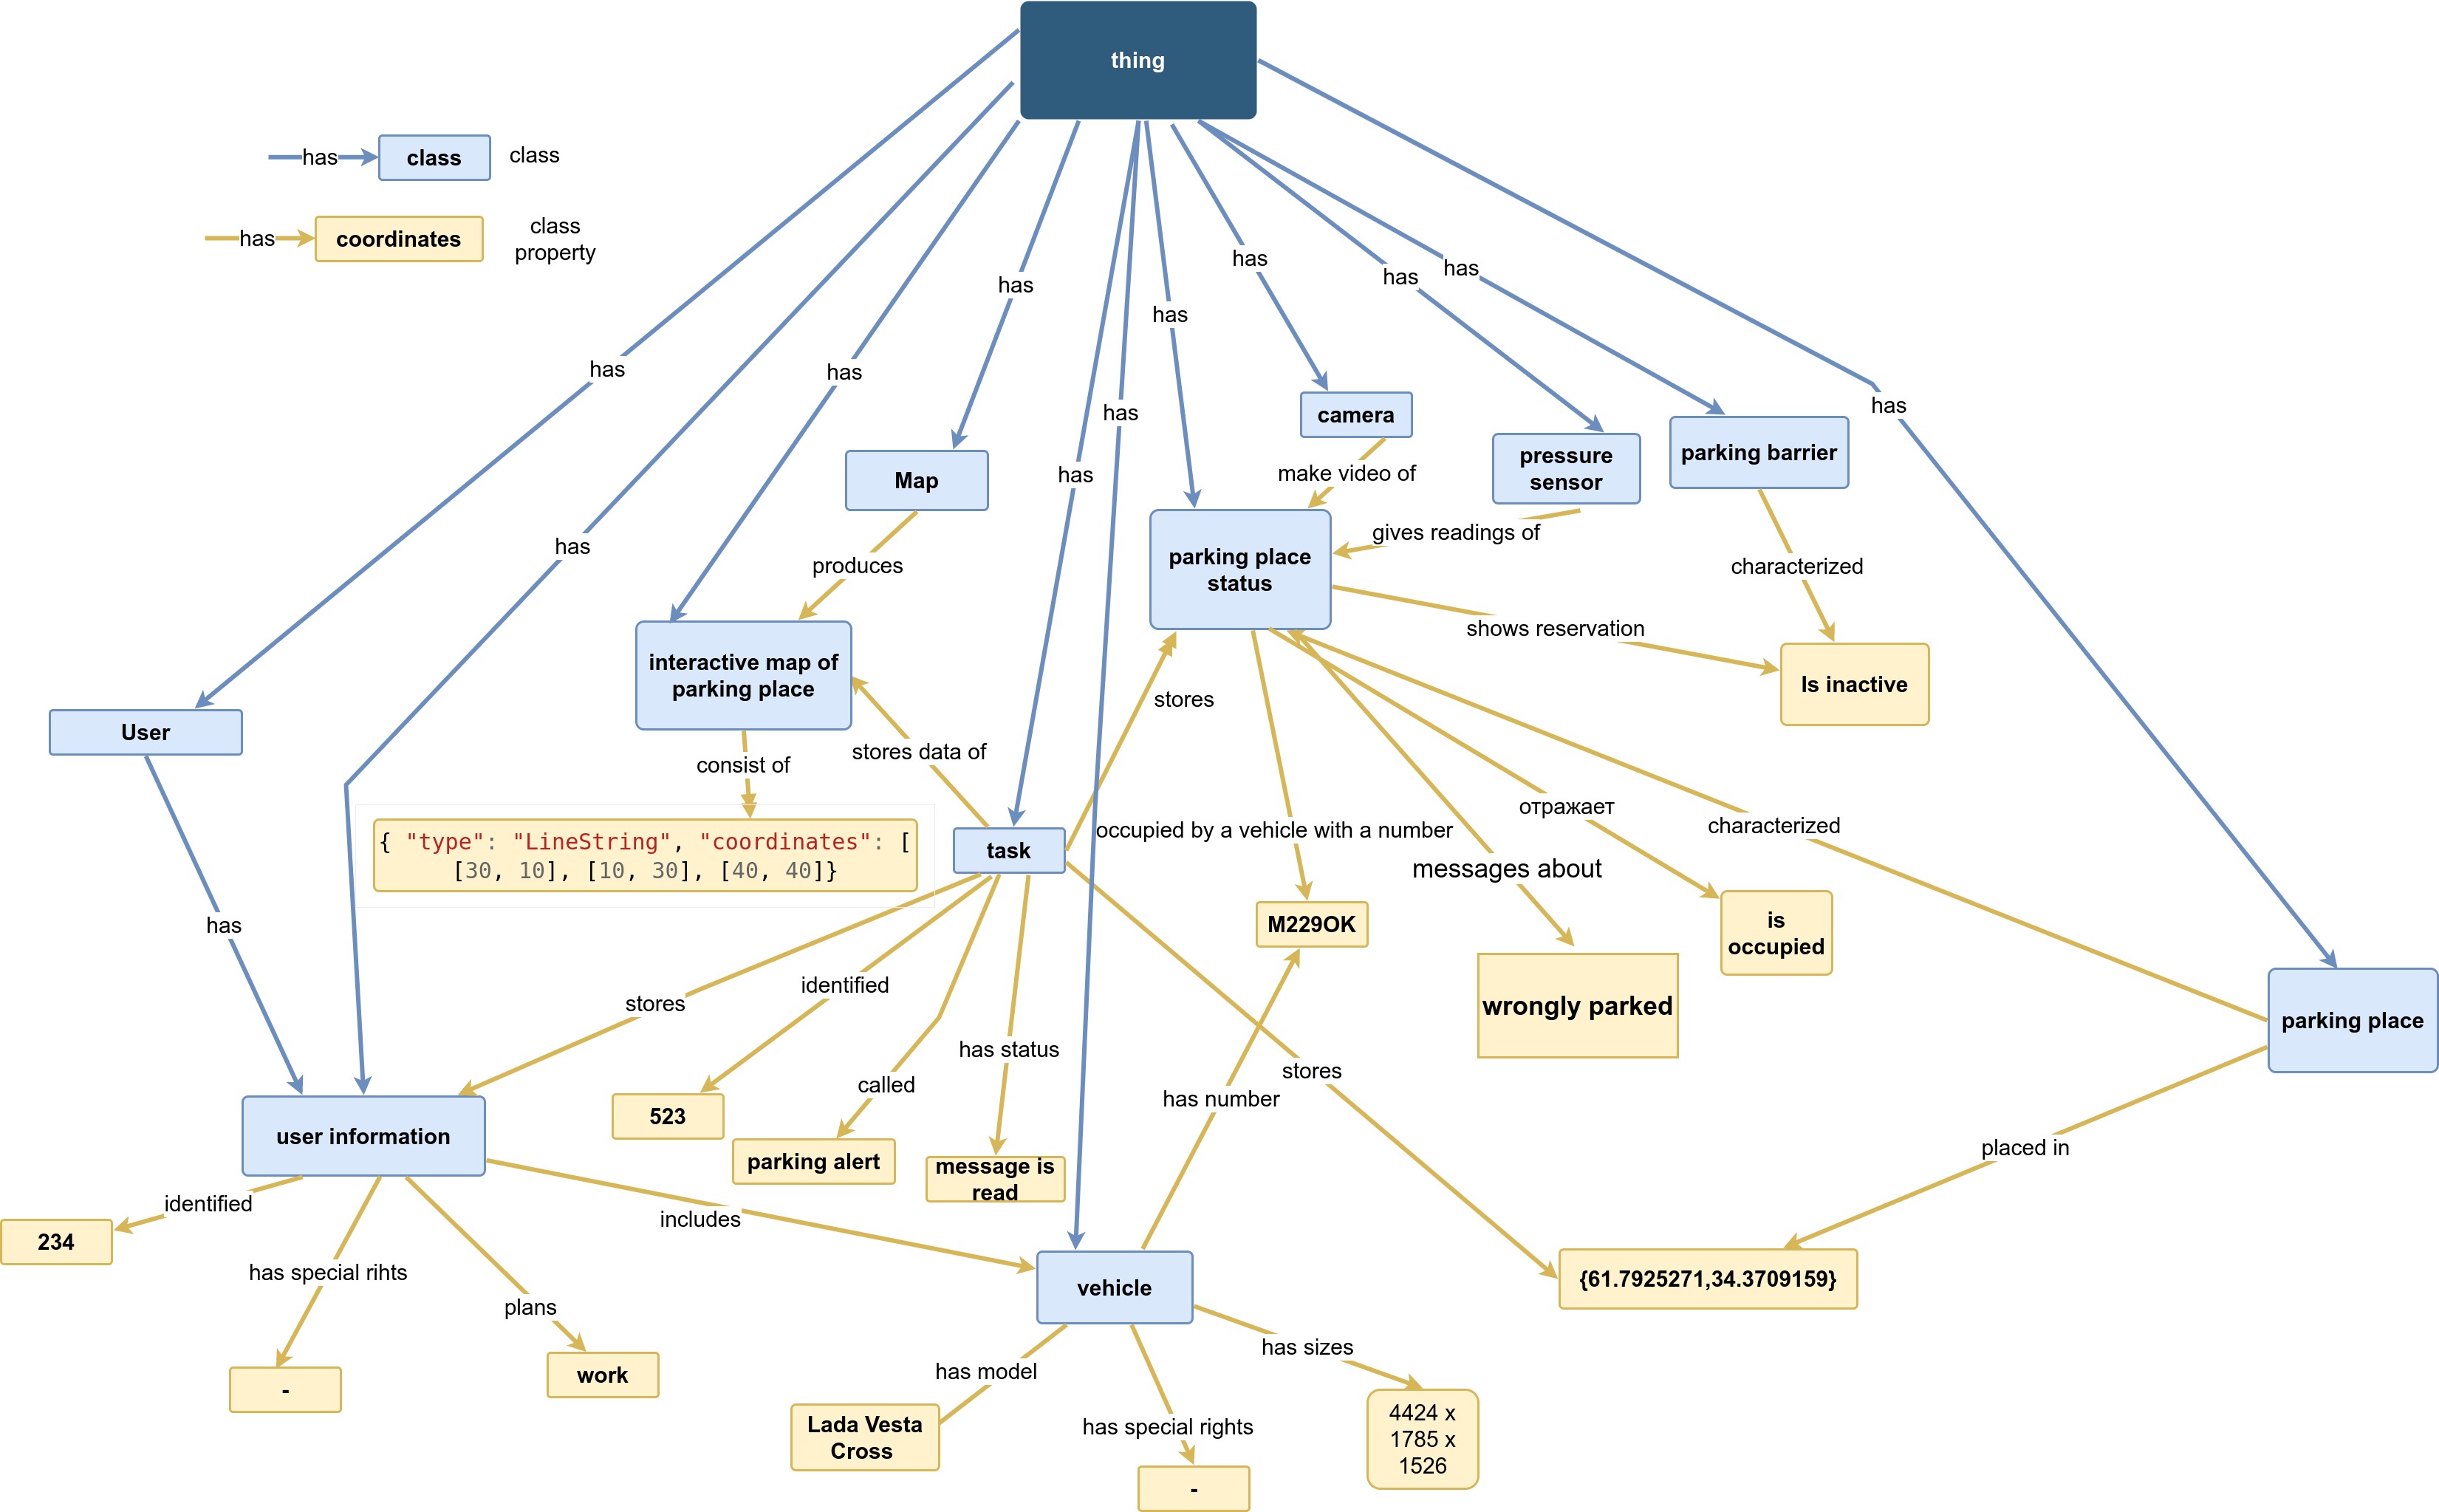 thing
has
class
class
has
coordinates
class
property
has
has
has
has
has
has
has
has
has
has
has
camera
parking barrier
pressure
sensor
Map
make video of
gives readings of
parking place
status
characterized
produces
shows reservation
Is inactive
interactive map of
parking place
stores
User
stores data of
consist of
отражает
characterized
occupied by a vehicle with a number
{ "type": "LineString", "coordinates": [
[30, 10], [10, 30], [40, 40]}
task
messages about
has
M229OK
is
occupied
stores
identified
wrongly parked
parking place
has status
stores
called
has number
523
user information
parking alert
message is
read
placed in
identified
includes
234
has special rihts
vehicle
{61.7925271,34.3709159}
plans
has sizes
has model
work
-
Lada Vesta
Cross
has special rights
4424 x
1785 x
1526
-